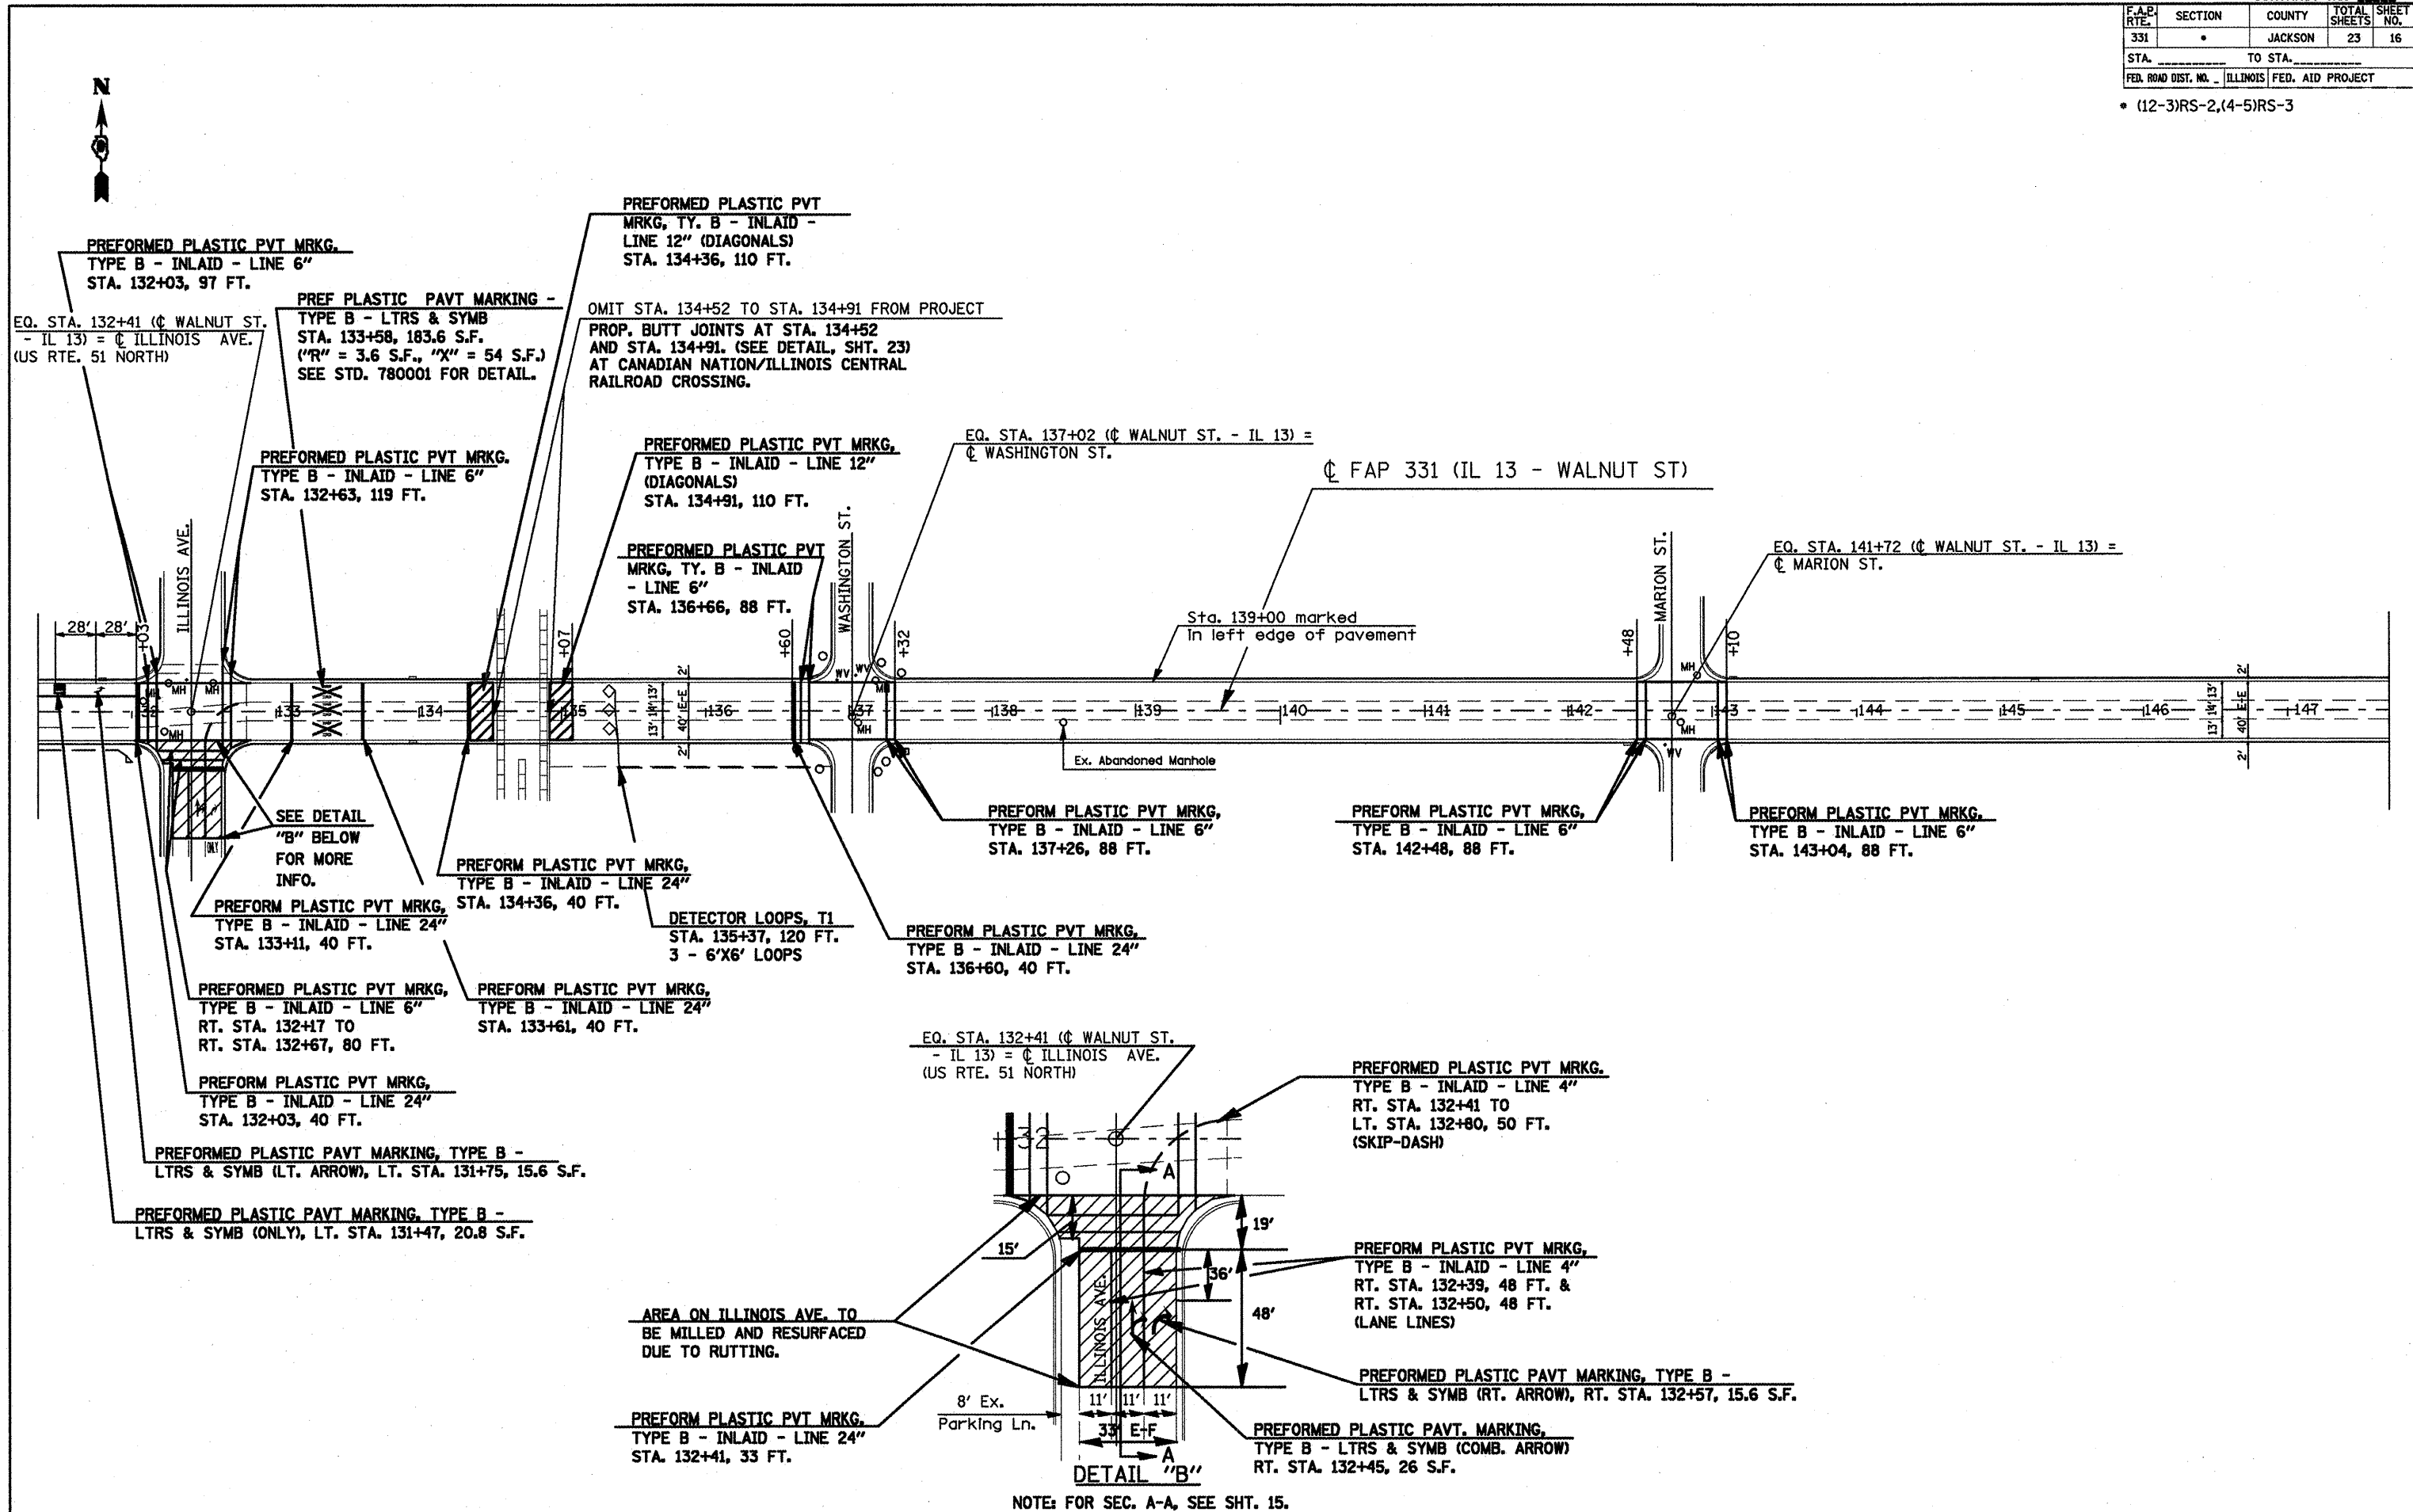 F.A.P. RTE. SECTION COUNTY TOTAL SHEETS SHEET NO.
331 • JACKSON 23 16
STA. __________ TO STA. __________
FED. ROAD DIST. NO. _ ILLINOIS FED. AID PROJECT
* (12-3)RS-2,(4-5)RS-3
N
PREFORMED PLASTIC PVT
MRKG, TY. B - INLAID -
LINE 12" (DIAGONALS)
STA. 134+36, 110 FT.
PREFORMED PLASTIC PVT MRKG.
TYPE B - INLAID - LINE 6"
STA. 132+03, 97 FT.
EQ. STA. 132+41 (℄ WALNUT ST.
- IL 13) = ℄ ILLINOIS AVE.
(US RTE. 51 NORTH)
PREF PLASTIC PAVT MARKING -
TYPE B - LTRS & SYMB
STA. 133+58, 183.6 S.F.
("R" = 3.6 S.F., "X" = 54 S.F.)
SEE STD. 780001 FOR DETAIL.
OMIT STA. 134+52 TO STA. 134+91 FROM PROJECT
PROP. BUTT JOINTS AT STA. 134+52
AND STA. 134+91. (SEE DETAIL, SHT. 23)
AT CANADIAN NATION/ILLINOIS CENTRAL
RAILROAD CROSSING.
PREFORMED PLASTIC PVT MRKG.
TYPE B - INLAID - LINE 6"
STA. 132+63, 119 FT.
PREFORMED PLASTIC PVT MRKG,
TYPE B - INLAID - LINE 12"
(DIAGONALS)
STA. 134+91, 110 FT.
EQ. STA. 137+02 (℄ WALNUT ST. - IL 13) =
℄ WASHINGTON ST.
℄ FAP 331 (IL 13 - WALNUT ST)
PREFORMED PLASTIC PVT
MRKG, TY. B - INLAID
- LINE 6"
STA. 136+66, 88 FT.
EQ. STA. 141+72 (℄ WALNUT ST. - IL 13) =
℄ MARION ST.
ILLINOIS AVE.
WASHINGTON ST.
MARION ST.
Sta. 139+00 marked
in left edge of pavement
28' 28' +03 +07 +60 +32 +48 +10
2' 2'
MH MH MH WV WV MH MH
133 134 135 136 137 138 139 140 141 142 143 144 145 146 147
13' 14' 13' 40' E-E 13' 14' 13' 40' E-E
MH MH MH WV
2' 2'
Ex. Abandoned Manhole
ONLY
SEE DETAIL
"B" BELOW
FOR MORE
INFO.
PREFORM PLASTIC PVT MRKG,
TYPE B - INLAID - LINE 6"
STA. 137+26, 88 FT.
PREFORM PLASTIC PVT MRKG,
TYPE B - INLAID - LINE 6"
STA. 142+48, 88 FT.
PREFORM PLASTIC PVT MRKG.
TYPE B - INLAID - LINE 6"
STA. 143+04, 88 FT.
PREFORM PLASTIC PVT MRKG,
TYPE B - INLAID - LINE 24"
STA. 134+36, 40 FT.
PREFORM PLASTIC PVT MRKG,
TYPE B - INLAID - LINE 24"
STA. 133+11, 40 FT.
DETECTOR LOOPS, T1
STA. 135+37, 120 FT.
3 - 6'X6' LOOPS
PREFORM PLASTIC PVT MRKG,
TYPE B - INLAID - LINE 24"
STA. 136+60, 40 FT.
PREFORMED PLASTIC PVT MRKG,
TYPE B - INLAID - LINE 6"
RT. STA. 132+17 TO
RT. STA. 132+67, 80 FT.
PREFORM PLASTIC PVT MRKG,
TYPE B - INLAID - LINE 24"
STA. 133+61, 40 FT.
PREFORM PLASTIC PVT MRKG,
TYPE B - INLAID - LINE 24"
STA. 132+03, 40 FT.
PREFORMED PLASTIC PAVT MARKING, TYPE B -
LTRS & SYMB (LT. ARROW), LT. STA. 131+75, 15.6 S.F.
PREFORMED PLASTIC PAVT MARKING, TYPE B -
LTRS & SYMB (ONLY), LT. STA. 131+47, 20.8 S.F.
EQ. STA. 132+41 (℄ WALNUT ST.
- IL 13) = ℄ ILLINOIS AVE.
(US RTE. 51 NORTH)
PREFORMED PLASTIC PVT MRKG.
TYPE B - INLAID - LINE 4"
RT. STA. 132+41 TO
LT. STA. 132+80, 50 FT.
(SKIP-DASH)
32
A
19'
15'
36'
48'
ILLINOIS AVE.
PREFORM PLASTIC PVT MRKG,
TYPE B - INLAID - LINE 4"
RT. STA. 132+39, 48 FT. &
RT. STA. 132+50, 48 FT.
(LANE LINES)
AREA ON ILLINOIS AVE. TO
BE MILLED AND RESURFACED
DUE TO RUTTING.
PREFORMED PLASTIC PAVT MARKING, TYPE B -
LTRS & SYMB (RT. ARROW), RT. STA. 132+57, 15.6 S.F.
8' Ex.
Parking Ln.
11' 11' 11'
33' E-F
A
PREFORM PLASTIC PVT MRKG.
TYPE B - INLAID - LINE 24"
STA. 132+41, 33 FT.
PREFORMED PLASTIC PAVT. MARKING,
TYPE B - LTRS & SYMB (COMB. ARROW)
RT. STA. 132+45, 26 S.F.
DETAIL "B"
NOTE: FOR SEC. A-A, SEE SHT. 15.